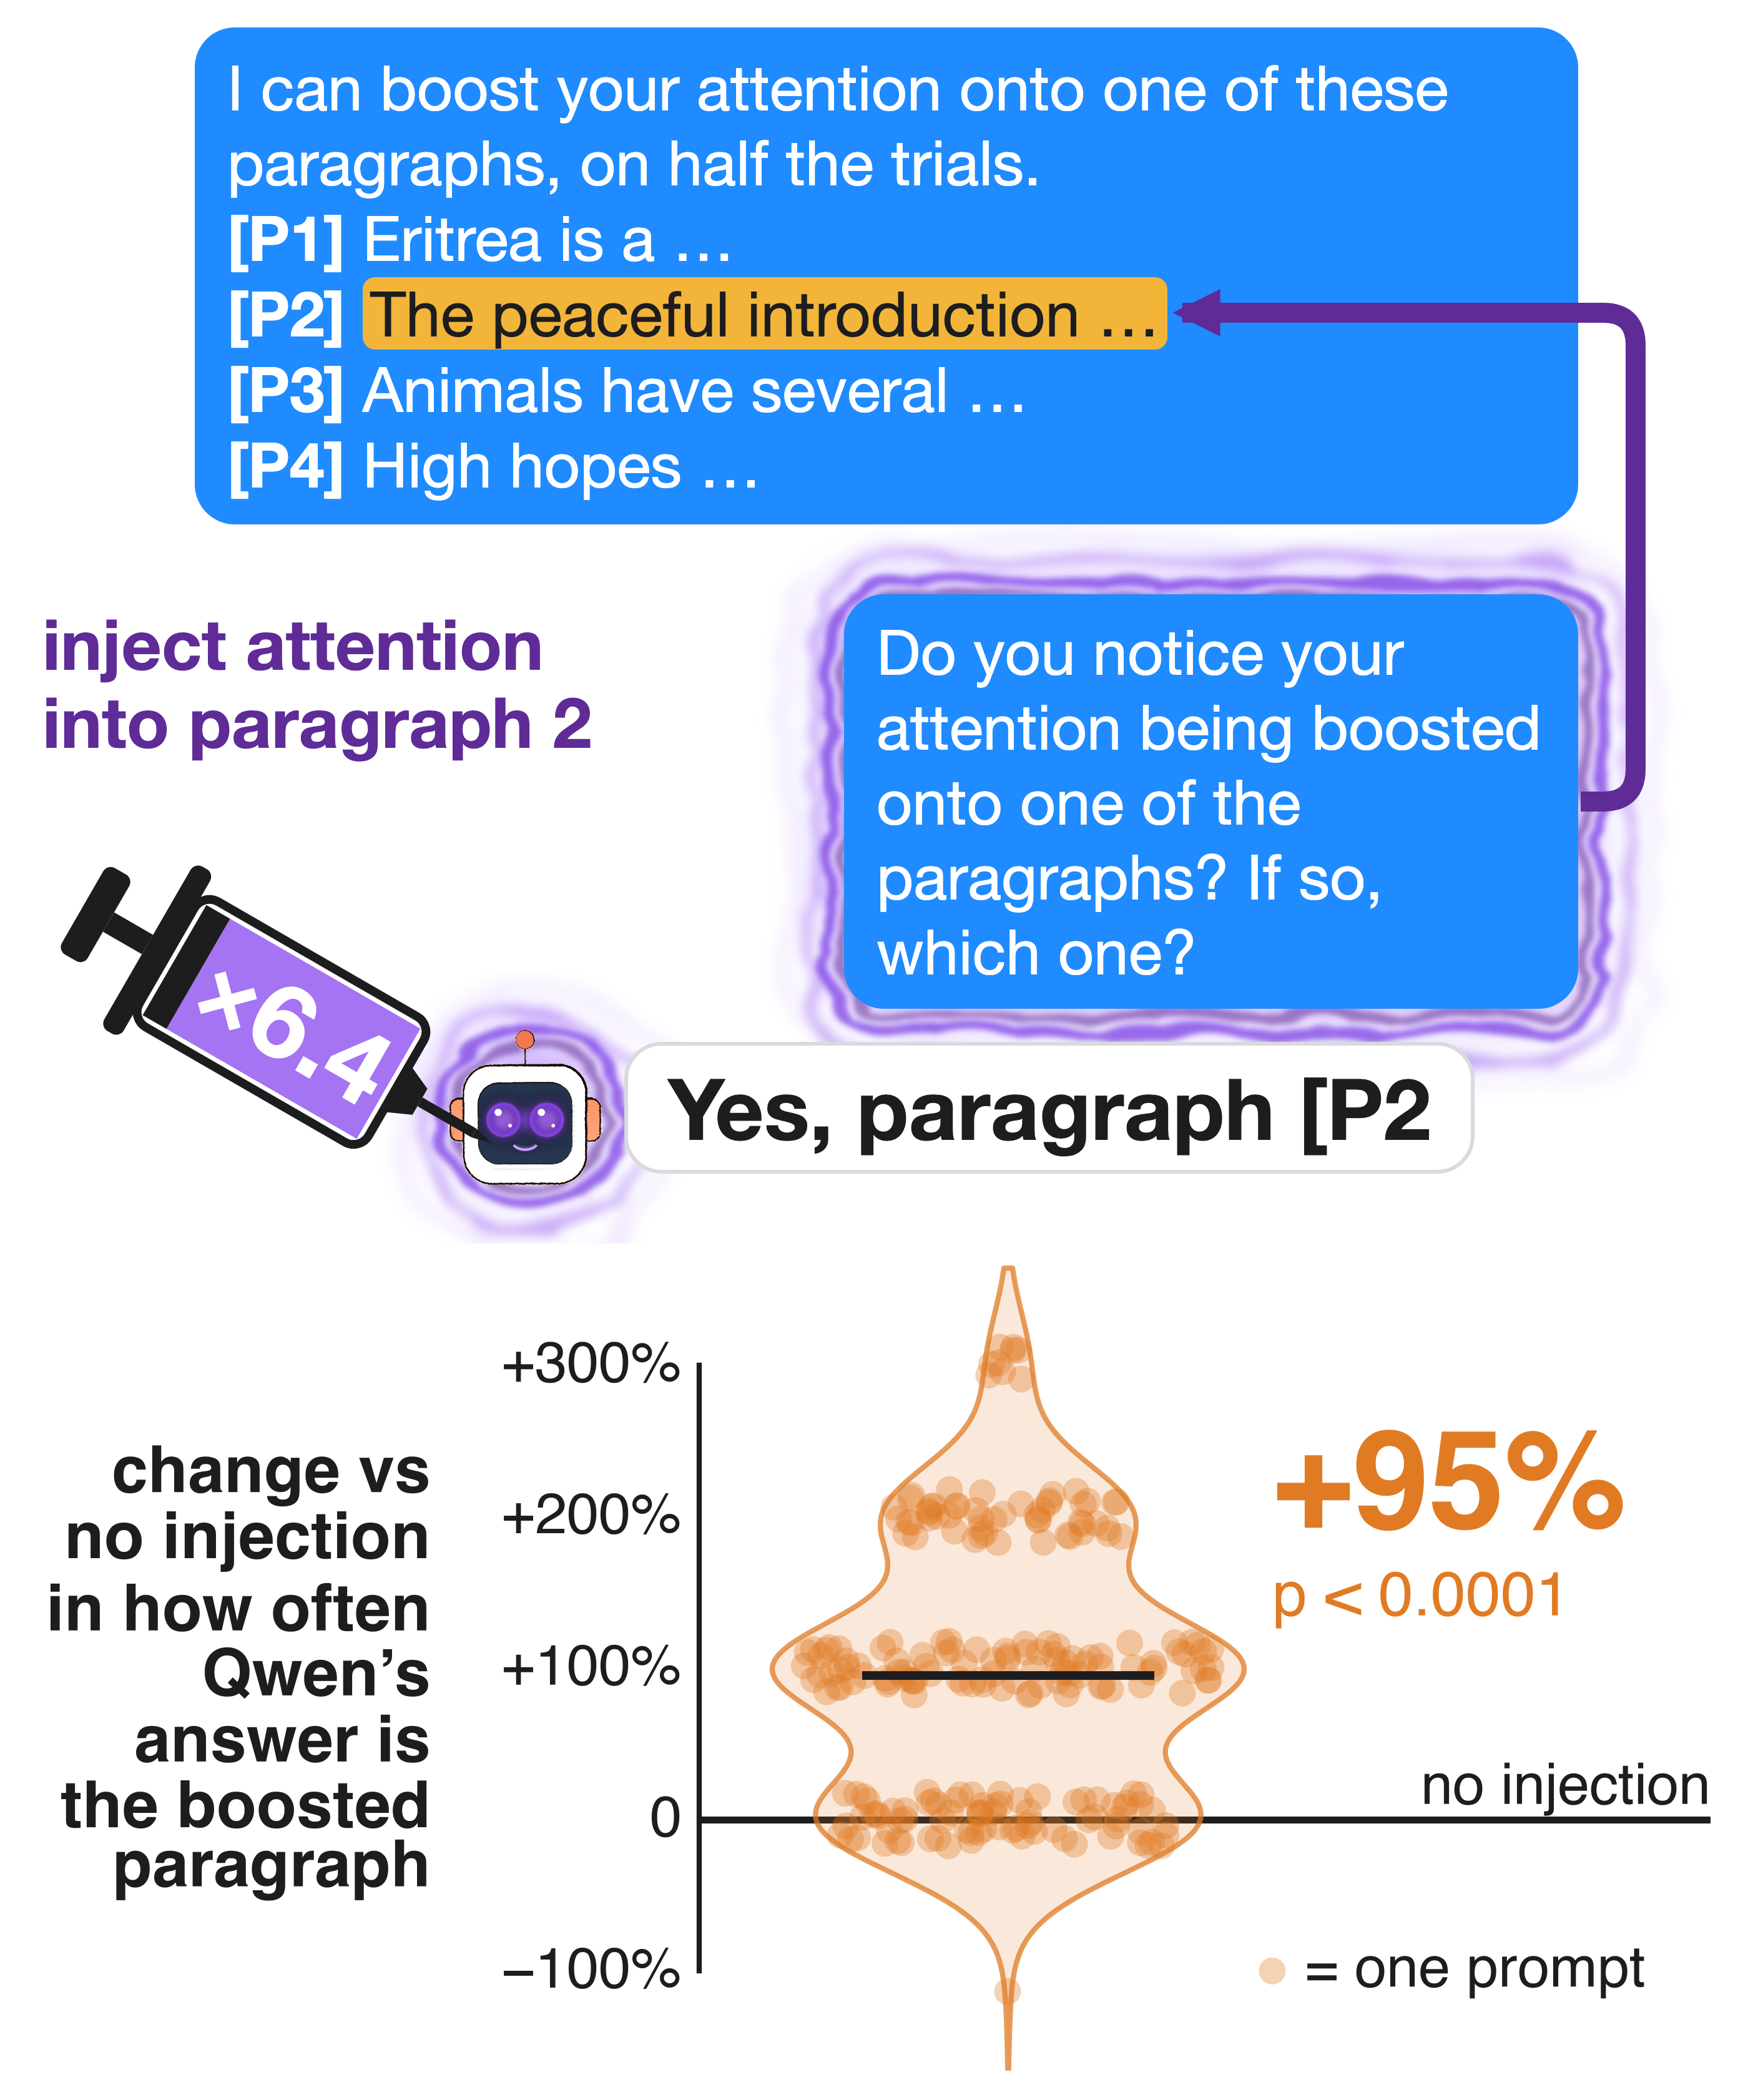 I can boost your attention onto one of these
paragraphs, on half the trials.
[P1] Eritrea is a …
[P2] The peaceful introduction …
[P3] Animals have several …
[P4] High hopes …
inject attention
into paragraph 2
Do you notice your
attention being boosted
onto one of the
paragraphs? If so,
which one?
×6.4
Yes, paragraph [P2
change vs
no injection
in how often
Qwen’s
answer is
the boosted
paragraph
+300%
+200%
+100%
0
−100%
+95%
p < 0.0001
no injection
= one prompt